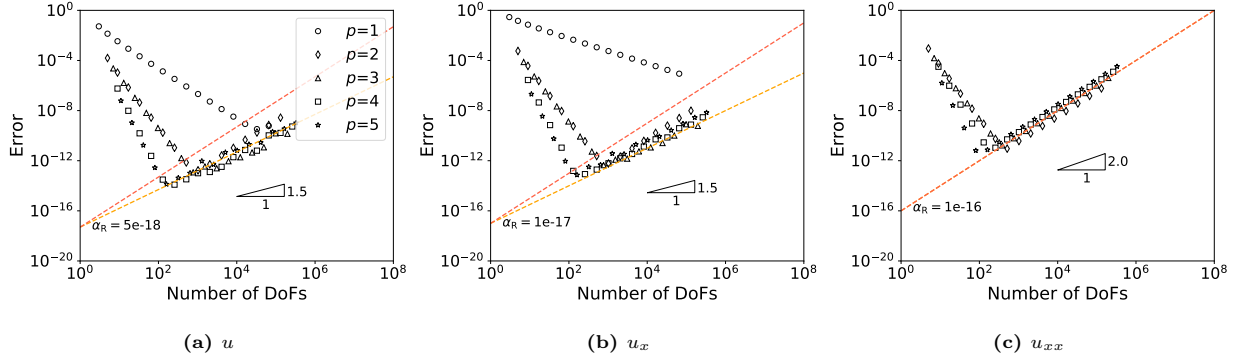 10^0
10^-4
10^-8
10^-12
10^-16
10^-20
Error
p=1
p=2
p=3
p=4
p=5
1.5
1
α_R = 5e-18
10^0 10^2 10^4 10^6 10^8
Number of DoFs
(a) u
10^0
10^-4
10^-8
10^-12
10^-16
10^-20
Error
1.5
1
α_R = 1e-17
10^0 10^2 10^4 10^6 10^8
Number of DoFs
(b) u_x
10^0
10^-4
10^-8
10^-12
10^-16
10^-20
Error
2.0
1
α_R = 1e-16
10^0 10^2 10^4 10^6 10^8
Number of DoFs
(c) u_xx